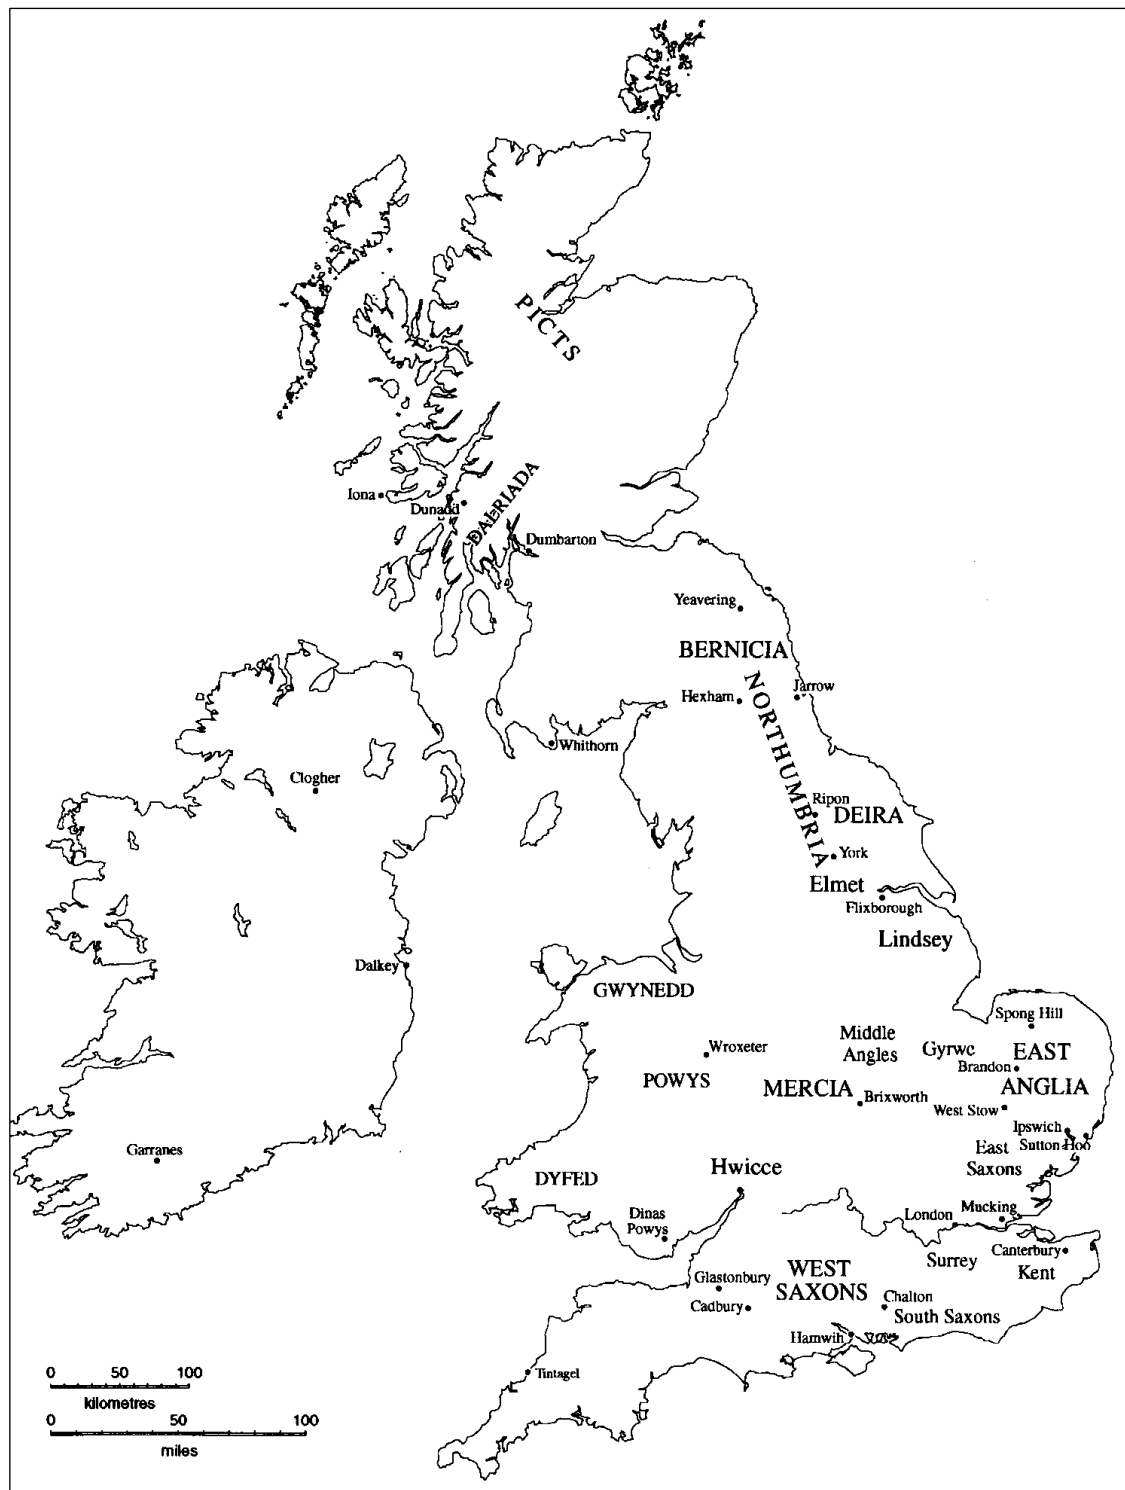 PICTS
Iona
Dunadd
DALRIADA
Dumbarton
Yeavering
BERNICIA
Hexham
Jarrow
NORTHUMBRIA
Whithorn
Clogher
Ripon
DEIRA
York
Elmet
Flixborough
Lindsey
Dalkey
GWYNEDD
Spong Hill
Wroxeter
Middle
Angles
Gyrwe
EAST
Brandon
POWYS
MERCIA
Brixworth
ANGLIA
West Stow
Ipswich
Sutton Hoo
Garranes
East
Saxons
DYFED
Hwicce
Dinas
Powys
London
Mucking
Canterbury
Surrey
Kent
WEST
SAXONS
Glastonbury
Cadbury
Chalton
South Saxons
Hamwih
Tintagel
0 50 100
kilometres
0 50 100
miles